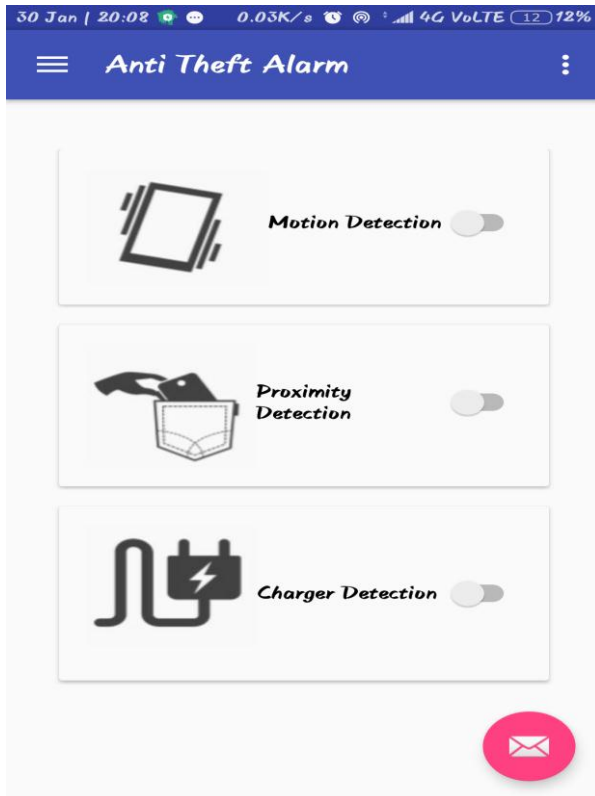 30 Jan | 20:08 0.03K/s 4G VoLTE 12 12%
Anti Theft Alarm
Motion Detection
Proximity
Detection
Charger Detection